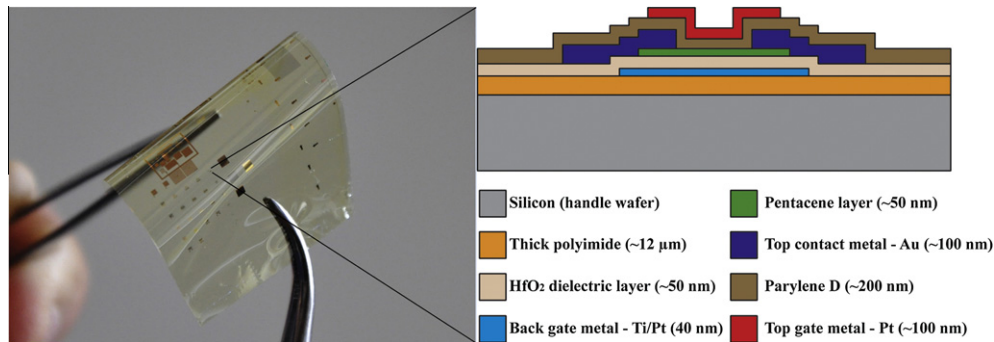 Silicon (handle wafer)
Pentacene layer (~50 nm)
Thick polyimide (~12 µm)
Top contact metal - Au (~100 nm)
HfO₂ dielectric layer (~50 nm)
Parylene D (~200 nm)
Back gate metal - Ti/Pt (40 nm)
Top gate metal - Pt (~100 nm)